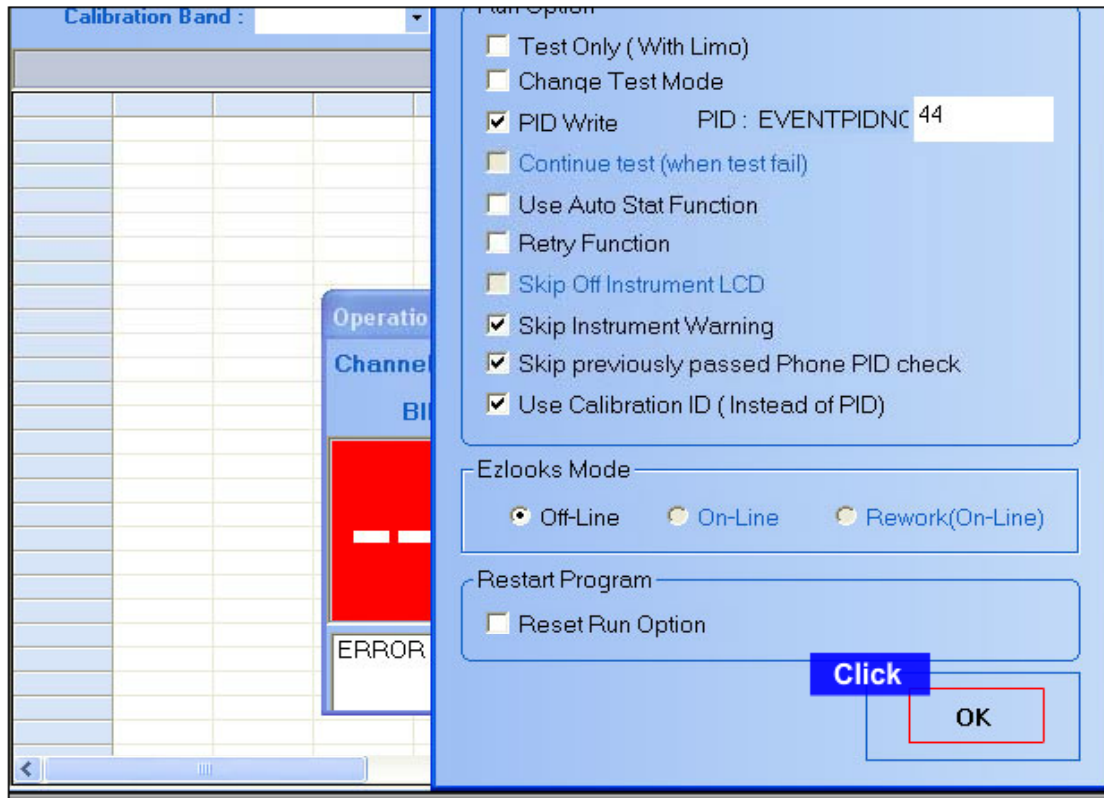 Calibration Band :
Run Option
Test Only ( With Limo)
Change Test Mode
PID Write PID : EVENTPIDNC 44
Continue test (when test fail)
Use Auto Stat Function
Retry Function
Skip Off Instrument LCD
Skip Instrument Warning
Skip previously passed Phone PID check
Use Calibration ID ( Instead of PID)
Operatio
Channel
BII
ERROR
Ezlooks Mode
Off-Line On-Line Rework(On-Line)
Restart Program
Reset Run Option
Click
OK